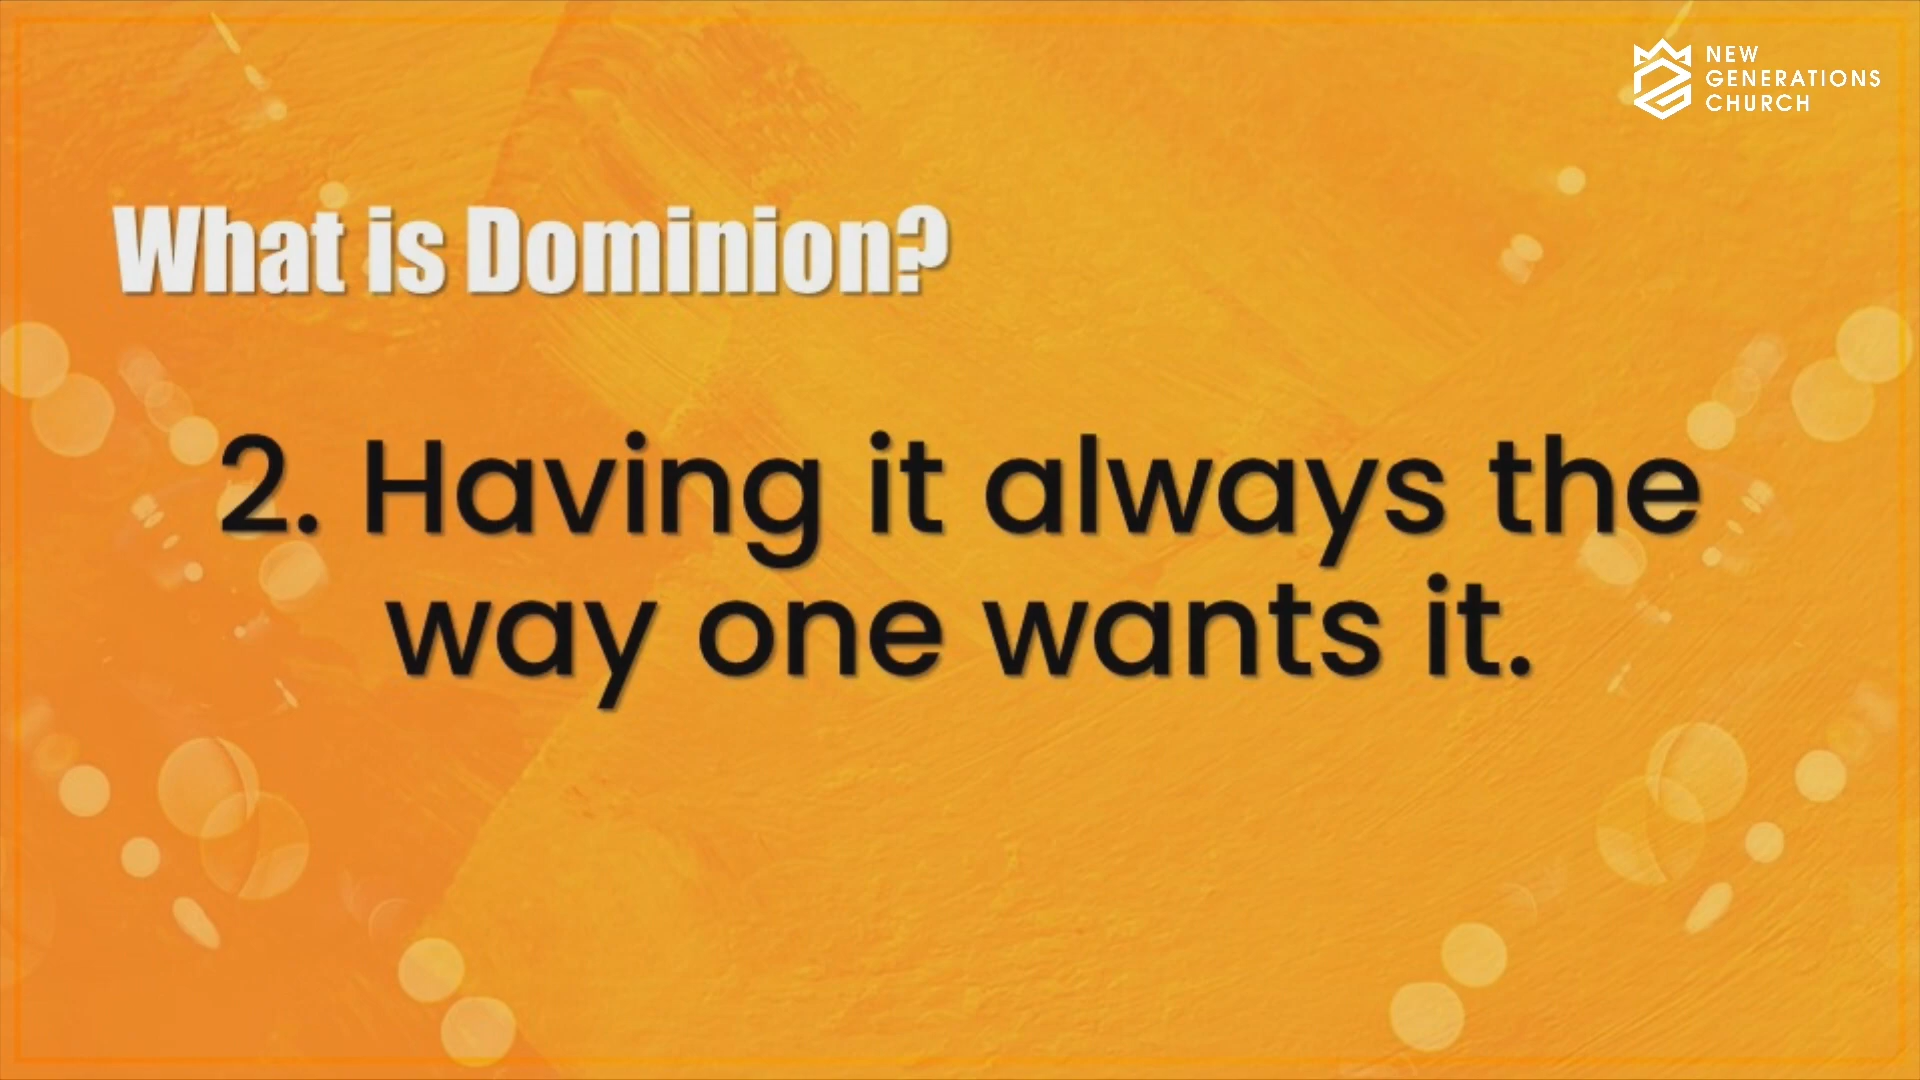 NEW
GENERATIONS
CHURCH
What is Dominion?
2. Having it always the
way one wants it.